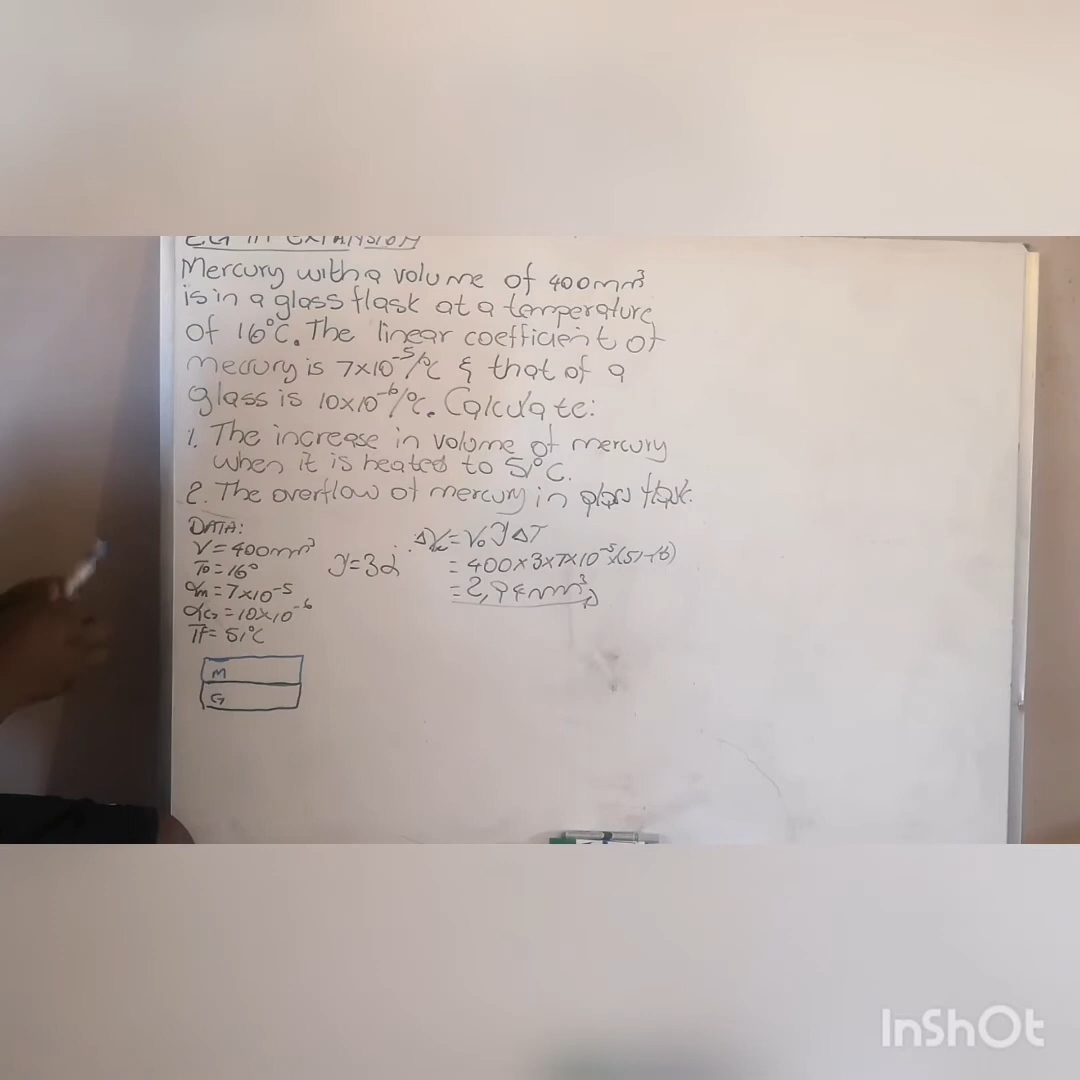 EXPANSION
Mercury with a volume of 400mm³
is in a glass flask at a temperature
of 16°C. The linear coefficient of
mercury is 7×10⁻⁵/°C & that of a
glass is 10×10⁻⁶/°C. Calculate:
1. The increase in volume of mercury
when it is heated to 51°C.
2. The overflow of mercury in glass flask.
DATA:
V = 400mm³
To = 16°
αm = 7×10⁻⁵
αG = 10×10⁻⁶
Tf = 51°C
γ = 3α
∴ ΔV = Vo γ ΔT
= 400×3×7×10⁻⁵×(51-16)
= 2,94mm³
M
G
InShOt